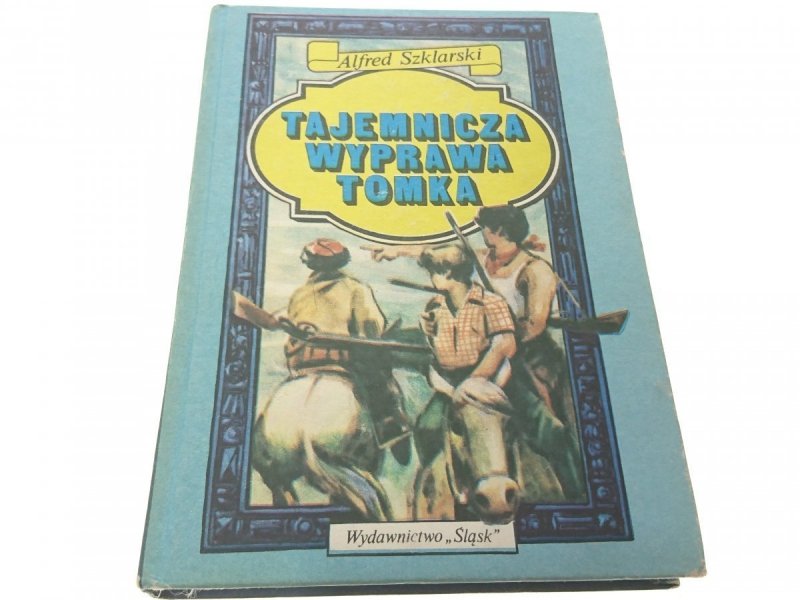 Alfred Szklarski
TAJEMNICZA
WYPRAWA
TOMKA
Wydawnictwo „Śląsk”